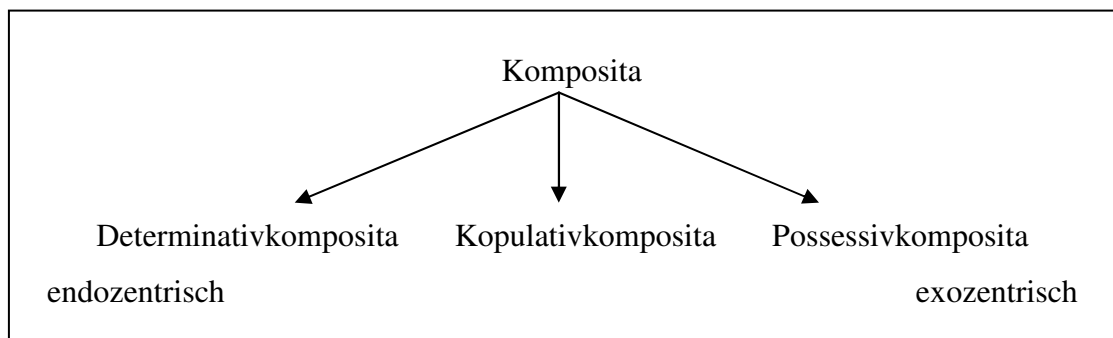 Komposita
Determinativkomposita Kopulativkomposita Possessivkomposita
endozentrisch exozentrisch